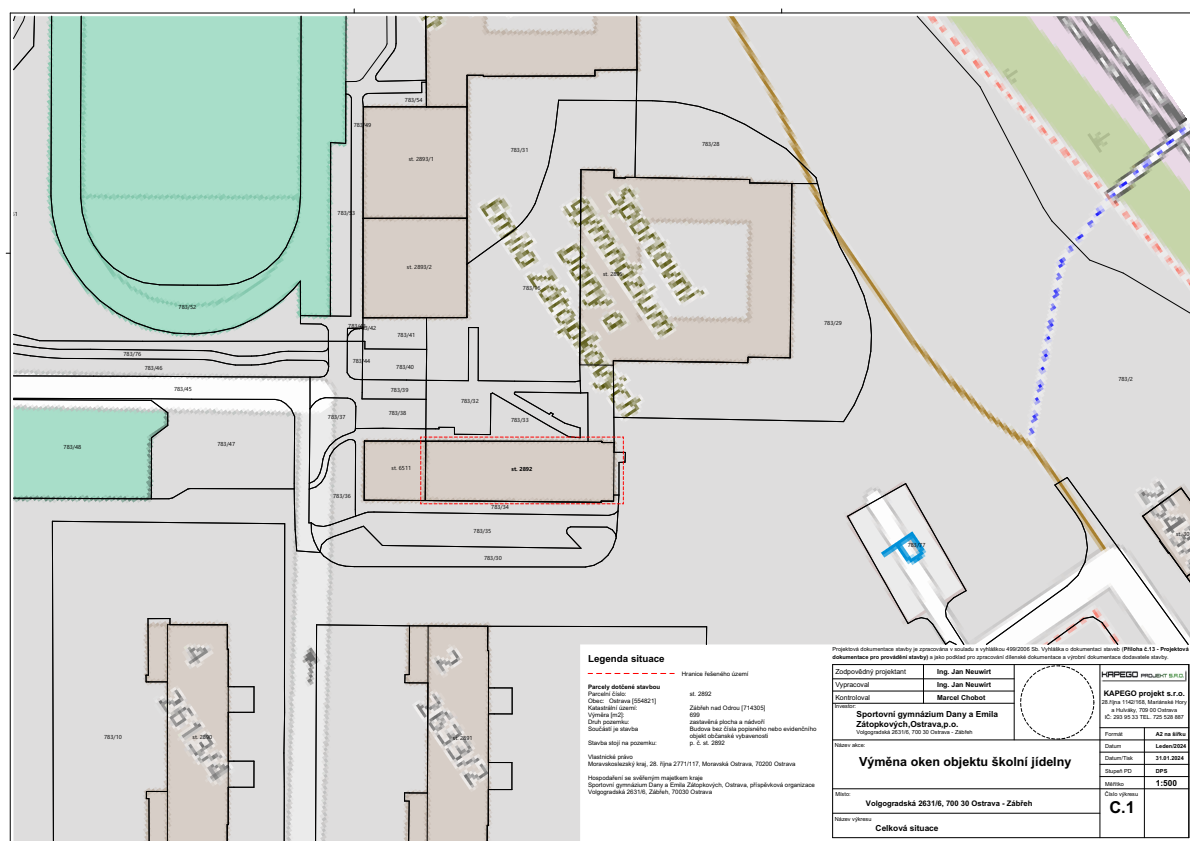 783/54
783/49
st. 2893/1
783/31
783/28
783/53
st. 2893/2
Sportovní
gymnázium
Dany a
Emila Zátopkových
783/52
783/42
783/41
783/29
783/76
783/46
783/44
783/40
783/2
783/45
783/39
783/32
783/37
783/38
783/33
783/48
783/47
st. 6511
st. 2892
783/36
783/34
783/35
783/30
P
783/10
4
2613/4
2
2633/2
Legenda situace
Hranice řešeného území
Parcely dotčené stavbou
Parcelní číslo: st. 2892
Obec: Ostrava [554821]
Katastrální území: Zábřeh nad Odrou [714305]
Výměra [m2]: 699
Druh pozemku: zastavěná plocha a nádvoří
Součástí je stavba Budova bez čísla popisného nebo evidenčního
objekt občanské vybavenosti
Stavba stojí na pozemku: p. č. st. 2892
Vlastnické právo
Moravskoslezský kraj, 28. října 2771/117, Moravská Ostrava, 70200 Ostrava
Hospodaření se svěřeným majetkem kraje
Sportovní gymnázium Dany a Emila Zátopkových, Ostrava, příspěvková organizace
Volgogradská 2631/6, Zábřeh, 70030 Ostrava
Projektová dokumentace stavby je zpracována v souladu s vyhláškou 499/2006 Sb. Vyhláška o dokumentaci staveb (Příloha č.13 - Projektová
dokumentace pro provádění stavby) a jako podklad pro zpracování dílenské dokumentace a výrobní dokumentace dodavatele stavby.
Zodpovědný projektant Ing. Jan Neuwirt
Vypracoval Ing. Jan Neuwirt
Kontroloval Marcel Chobot
Investor:
Sportovní gymnázium Dany a Emila
Zátopkových,Ostrava,p.o.
Volgogradská 2631/6, 700 30 Ostrava - Zábřeh
Název akce:
Výměna oken objektu školní jídelny
Místo:
Volgogradská 2631/6, 700 30 Ostrava - Zábřeh
Název výkresu
Celková situace
KAPEGO PROJEKT S.R.O.
KAPEGO projekt s.r.o.
28.října 1142/168, Mariánské Hory
a Hulváky, 709 00 Ostrava
IČ: 293 95 33 TEL. 725 528 887
Formát A2 na šířku
Datum Leden/2024
Datum/Tisk 31.01.2024
Stupeň PD DPS
Měřítko 1:500
Číslo výkresu
C.1